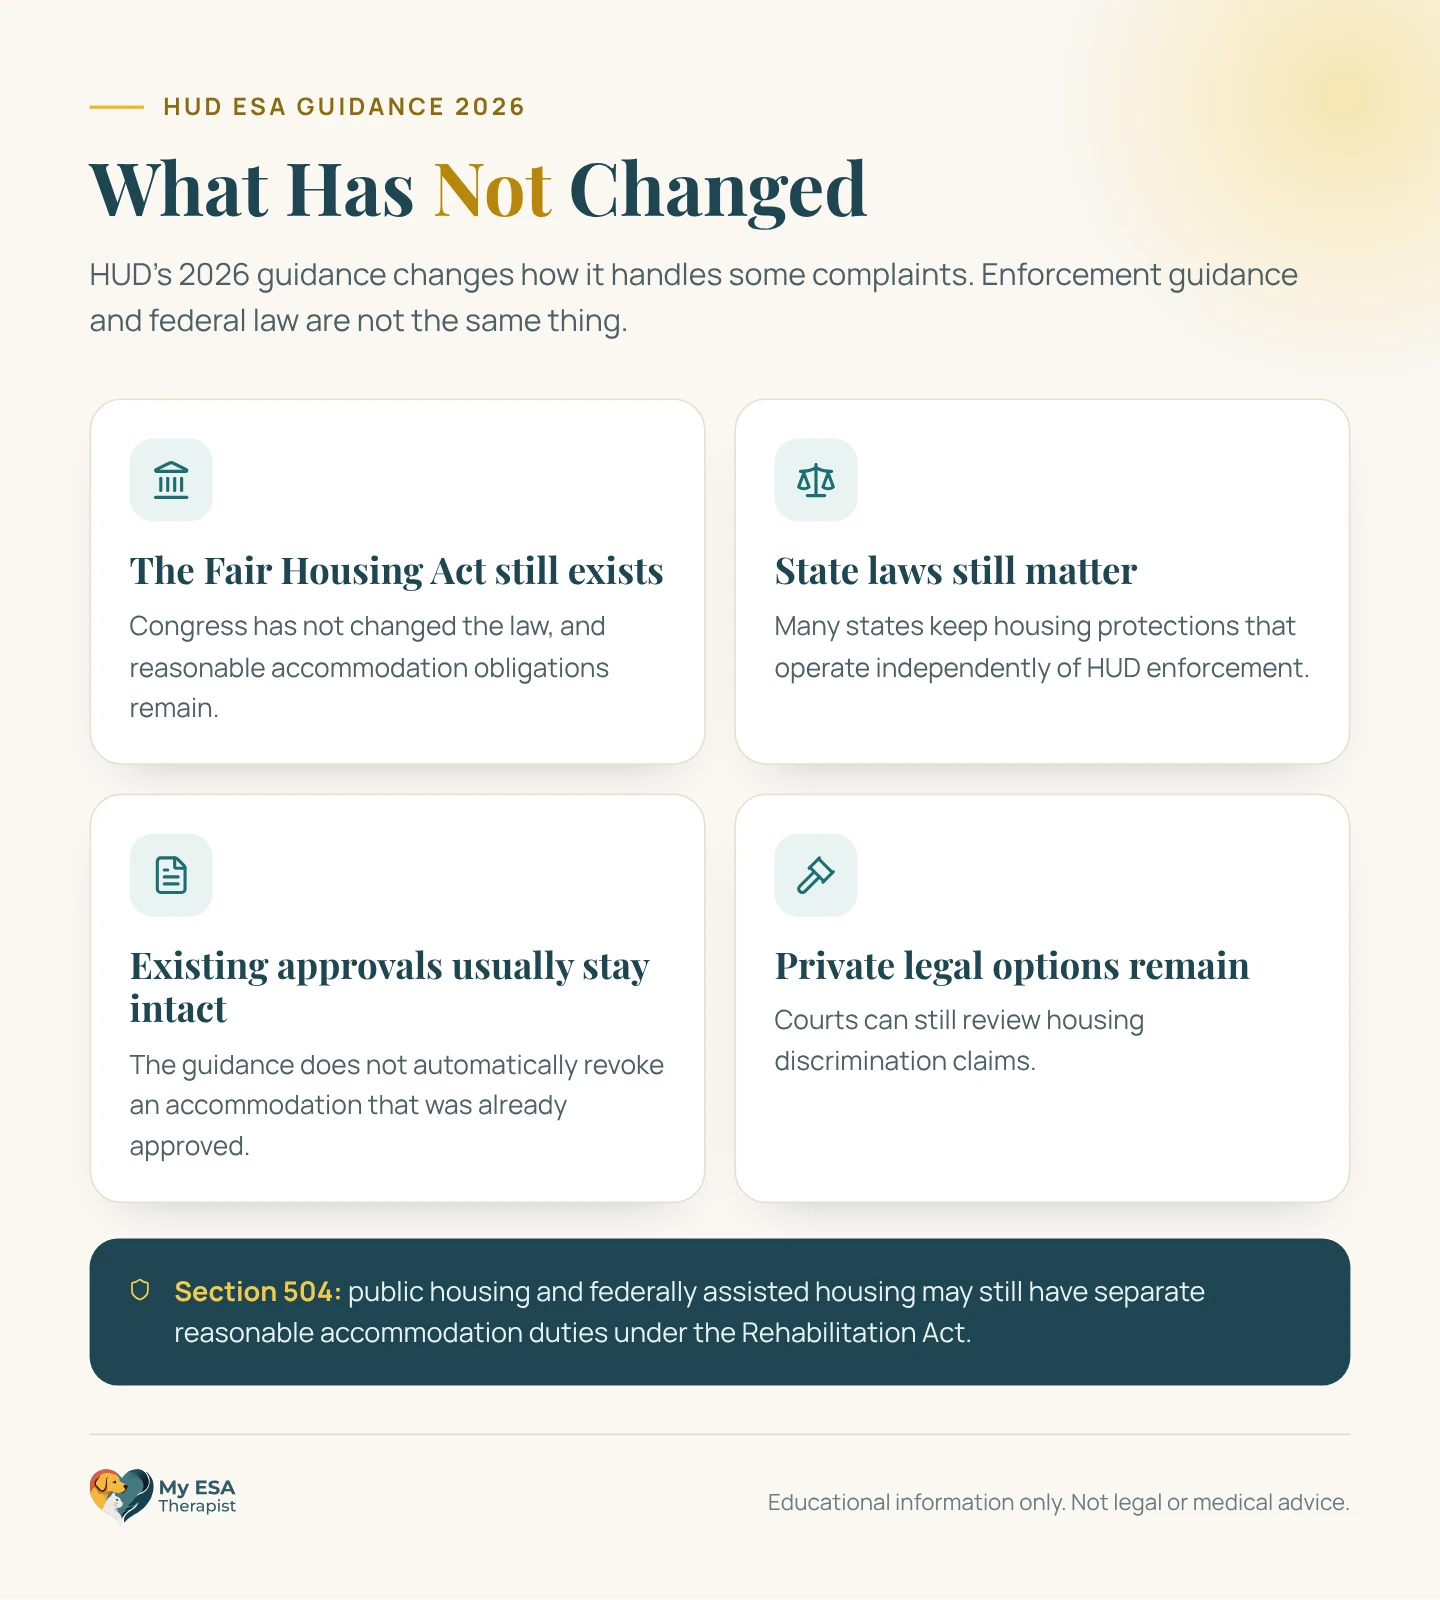 HUD ESA GUIDANCE 2026
What Has Not Changed
HUD’s 2026 guidance changes how it handles some complaints. Enforcement guidance
and federal law are not the same thing.
The Fair Housing Act still exists
Congress has not changed the law, and
reasonable accommodation obligations
remain.
State laws still matter
Many states keep housing protections that
operate independently of HUD enforcement.
Existing approvals usually stay
intact
The guidance does not automatically revoke
an accommodation that was already
approved.
Private legal options remain
Courts can still review housing
discrimination claims.
Section 504: public housing and federally assisted housing may still have separate
reasonable accommodation duties under the Rehabilitation Act.
My ESA
Therapist
Educational information only. Not legal or medical advice.